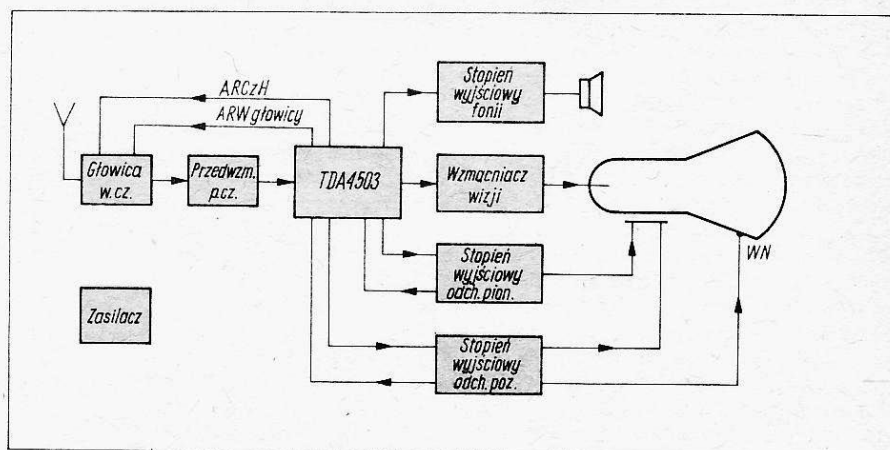 ARCzH
ARW głowicy
Głowica
w.cz.
Przedwzm.
p.cz.
TDA4503
Stopień
wyjściowy
fonii
Wzmacniacz
wizji
Stopień
wyjściowy
odch. pion.
Stopień
wyjściowy
odch. poz.
WN
Zasilacz